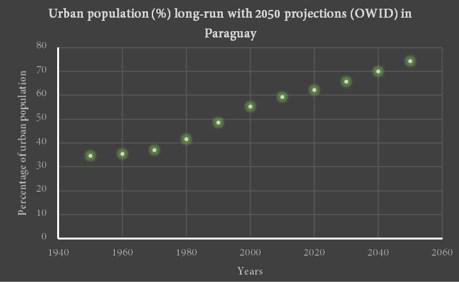 Urban population (%) long-run with 2050 projections (OWID) in
Paraguay
Percentage of urban population
80
70
60
50
40
30
20
10
0
1940 1960 1980 2000 2020 2040 2060
Years